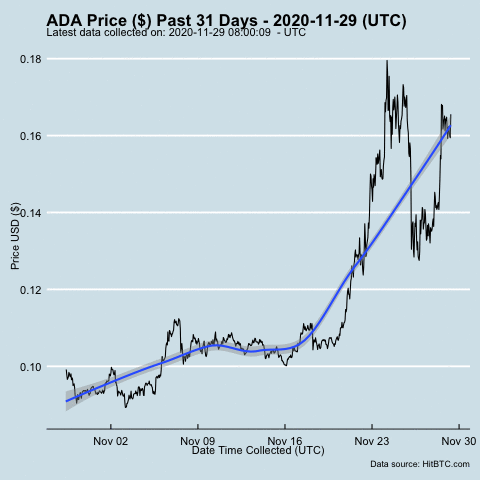 ADA Price ($) Past 31 Days - 2020-11-29 (UTC)
Latest data collected on: 2020-11-29 08:00:09 - UTC
0.18
0.16
0.14
0.12
0.10
Price USD ($)
Nov 02
Nov 09
Nov 16
Nov 23
Nov 30
Date Time Collected (UTC)
Data source: HitBTC.com